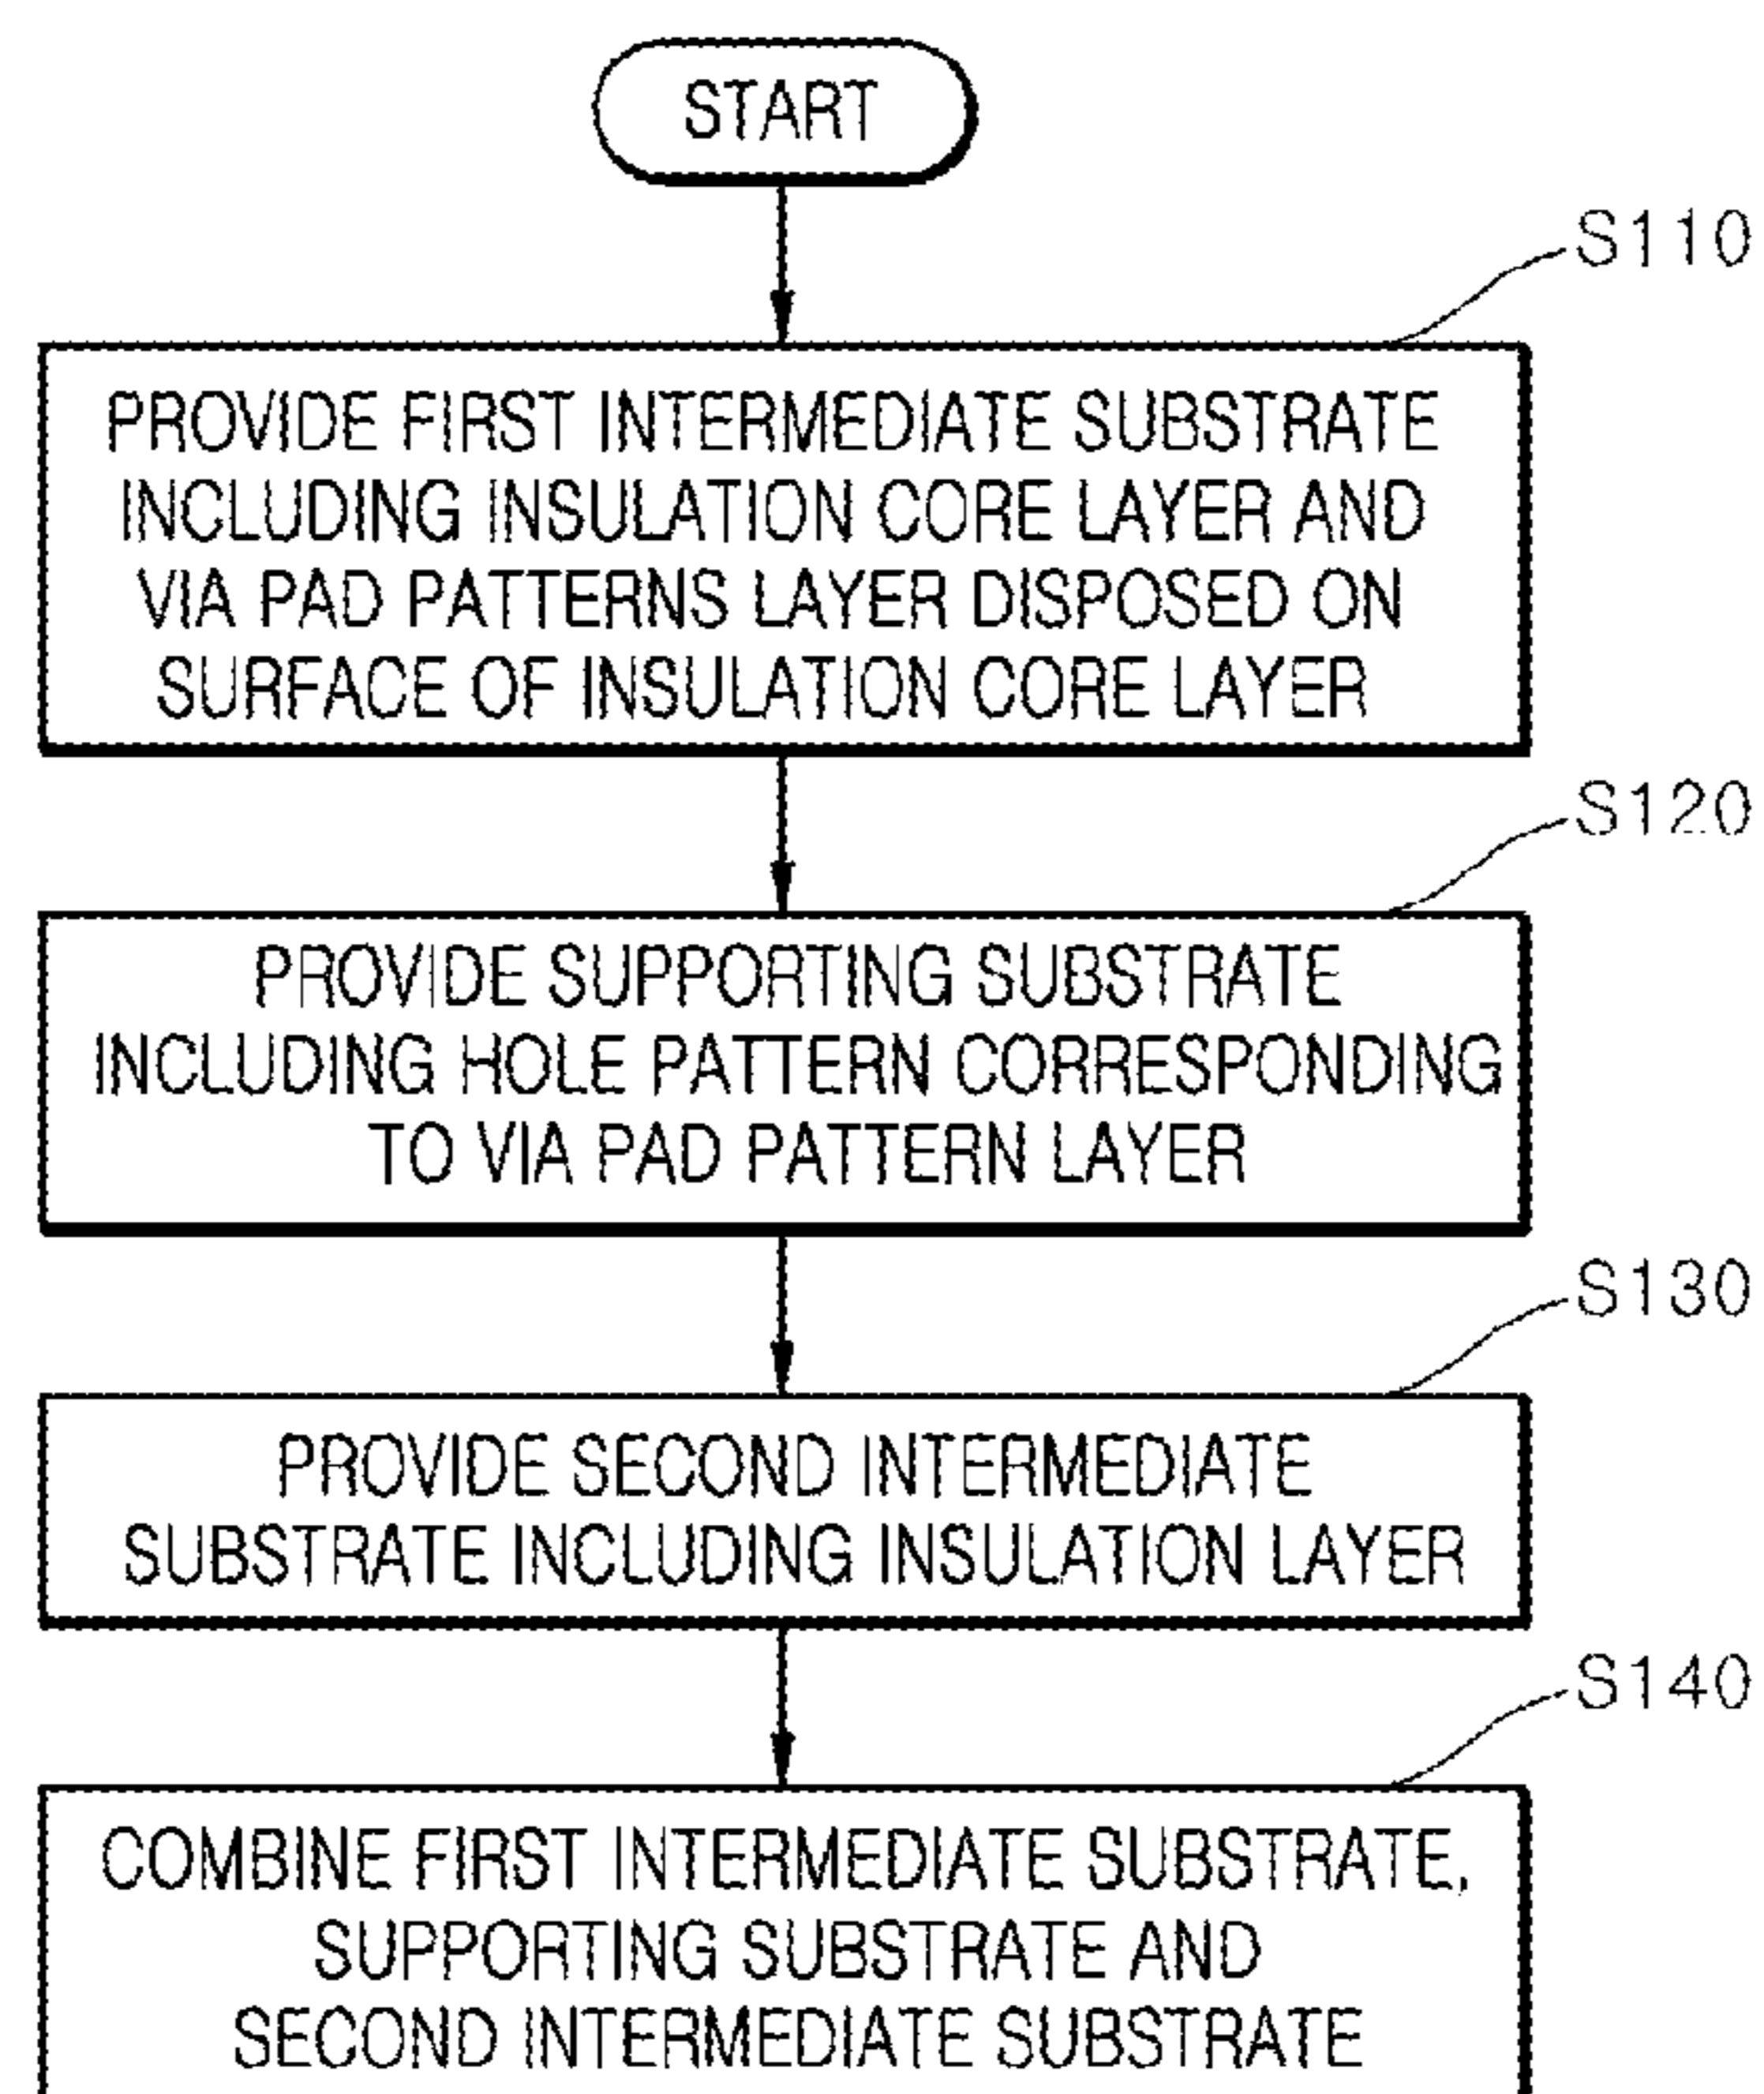 START
S110
PROVIDE FIRST INTERMEDIATE SUBSTRATE
INCLUDING INSULATION CORE LAYER AND
VIA PAD PATTERNS LAYER DISPOSED ON
SURFACE OF INSULATION CORE LAYER
S120
PROVIDE SUPPORTING SUBSTRATE
INCLUDING HOLE PATTERN CORRESPONDING
TO VIA PAD PATTERN LAYER
S130
PROVIDE SECOND INTERMEDIATE
SUBSTRATE INCLUDING INSULATION LAYER
S140
COMBINE FIRST INTERMEDIATE SUBSTRATE,
SUPPORTING SUBSTRATE AND
SECOND INTERMEDIATE SUBSTRATE